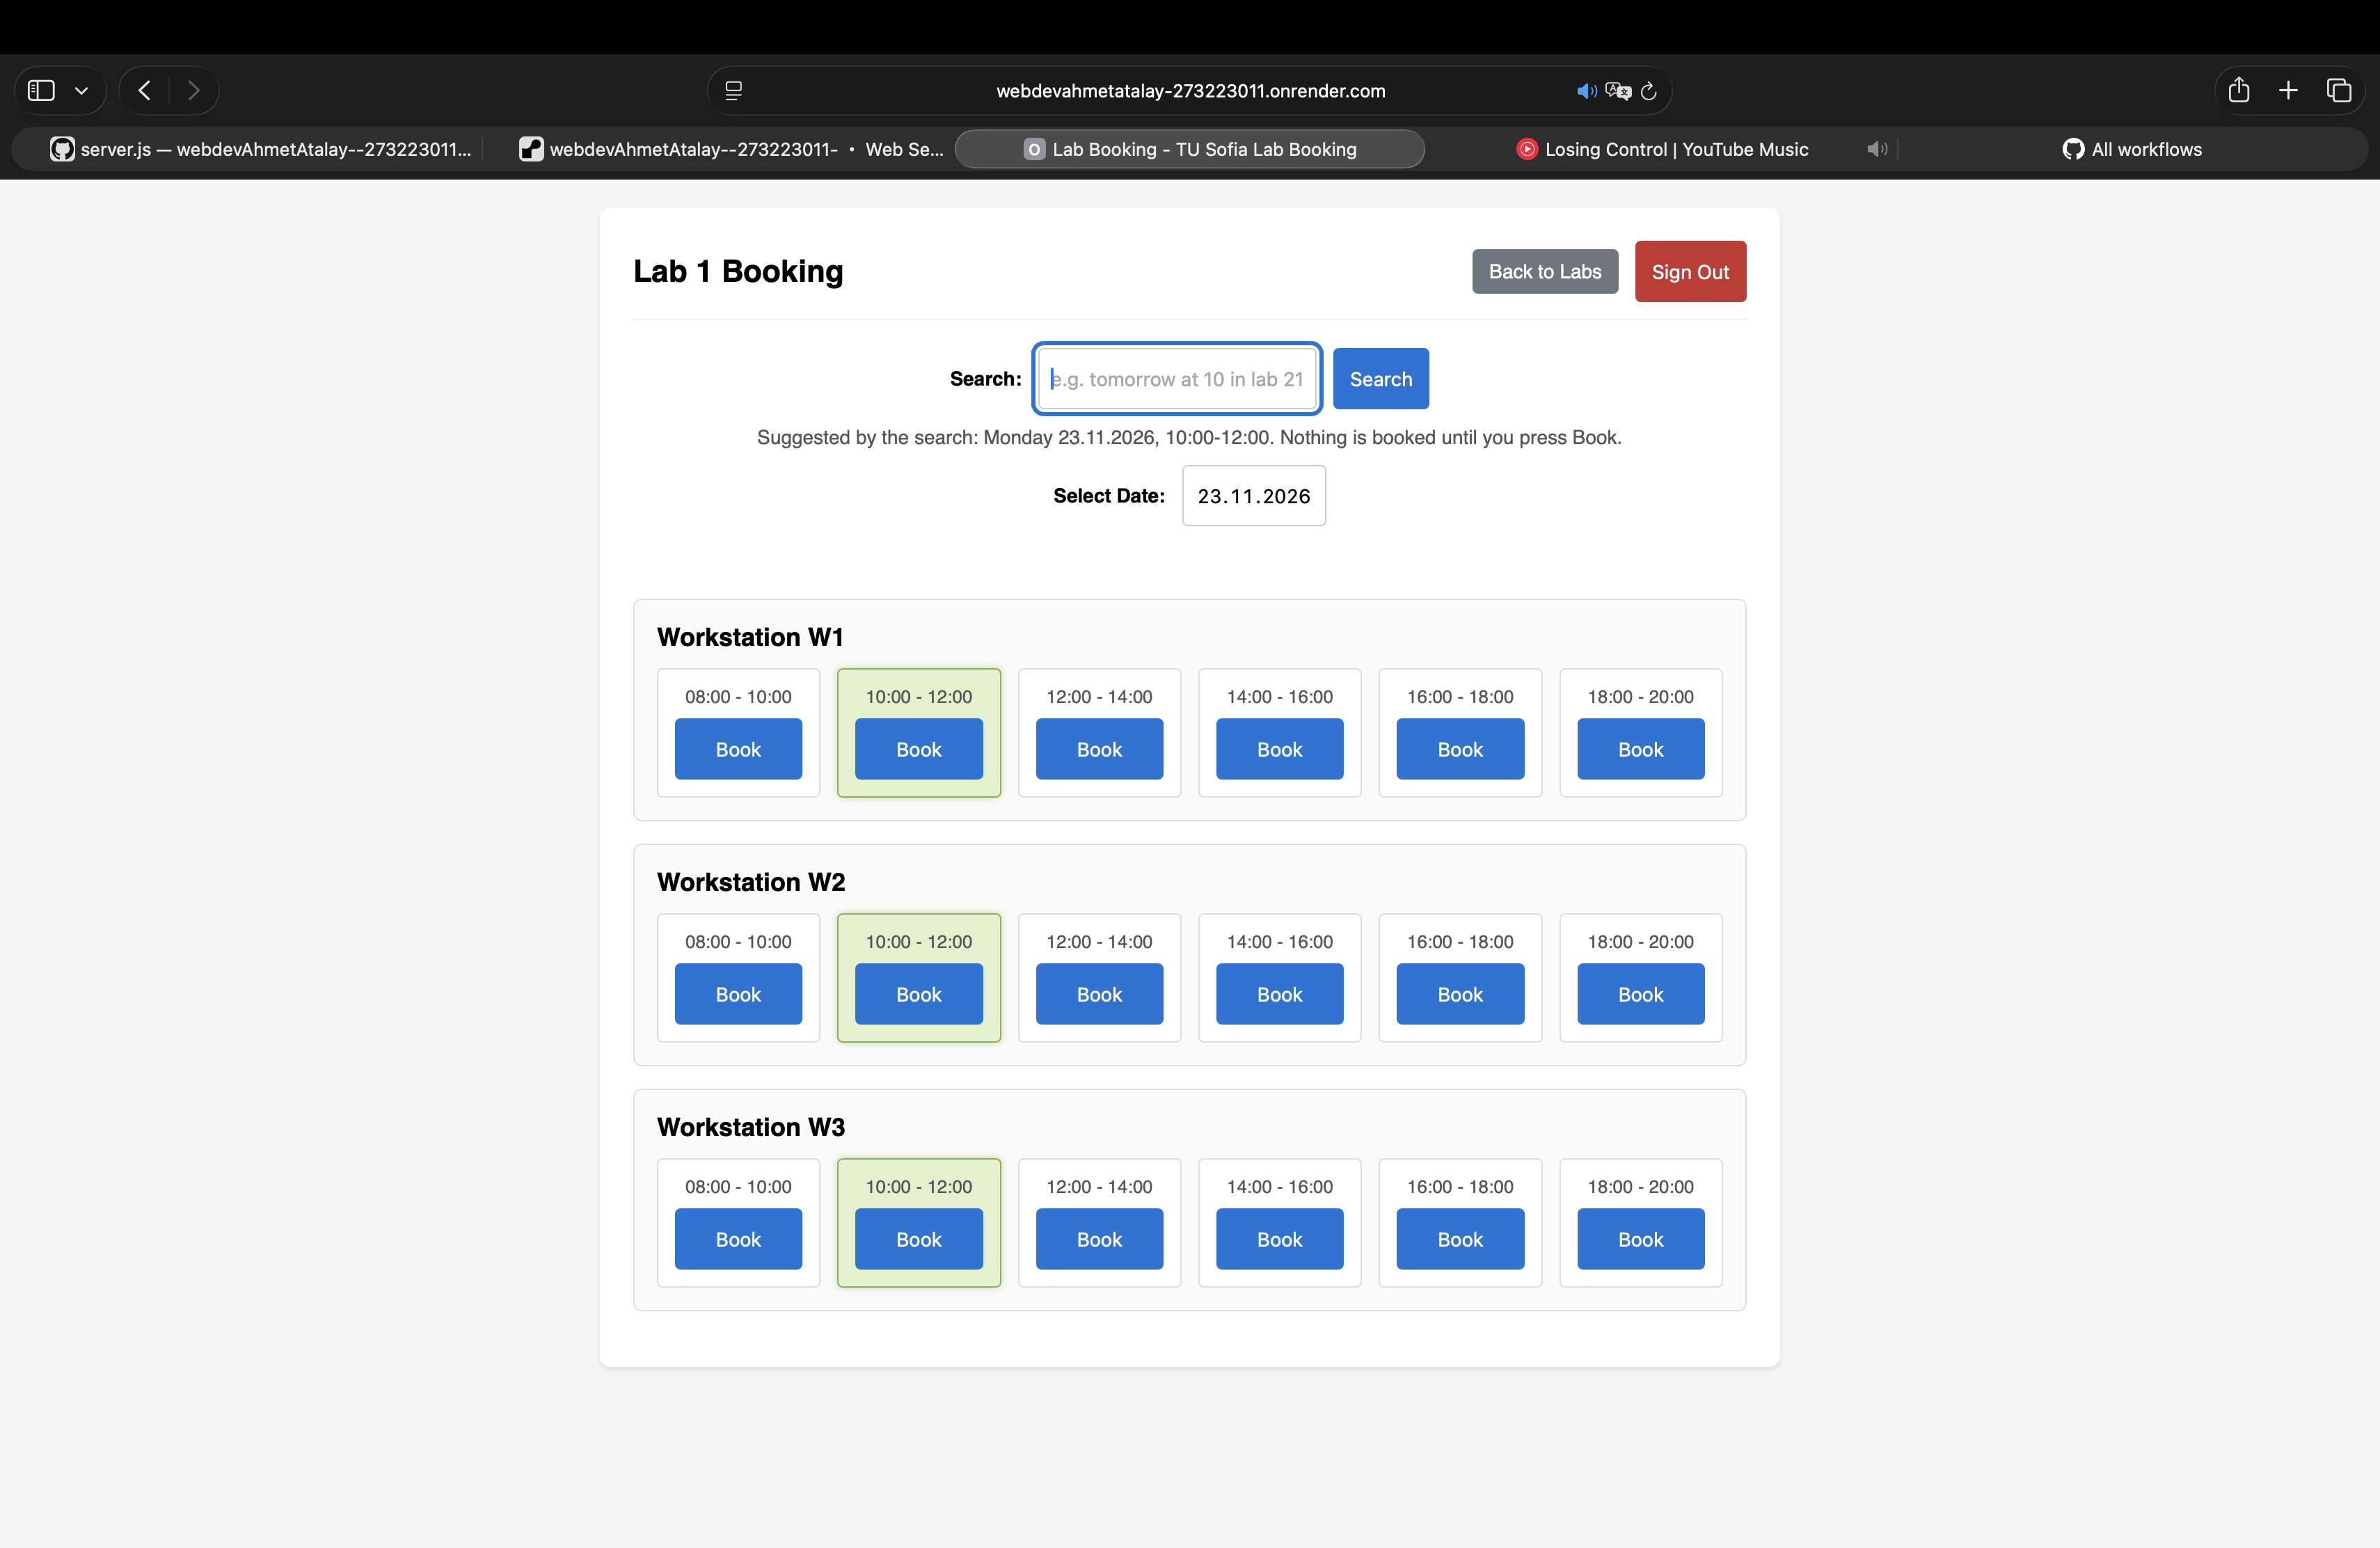 webdevahmetatalay-273223011.onrender.com
server.js — webdevAhmetAtalay--273223011...
webdevAhmetAtalay--273223011- • Web Se...
O Lab Booking - TU Sofia Lab Booking
Losing Control | YouTube Music
All workflows
Lab 1 Booking
Back to Labs
Sign Out
Search: e.g. tomorrow at 10 in lab 21 Search
Suggested by the search: Monday 23.11.2026, 10:00-12:00. Nothing is booked until you press Book.
Select Date: 23.11.2026
Workstation W1
08:00 - 10:00 10:00 - 12:00 12:00 - 14:00 14:00 - 16:00 16:00 - 18:00 18:00 - 20:00
Book Book Book Book Book Book
Workstation W2
08:00 - 10:00 10:00 - 12:00 12:00 - 14:00 14:00 - 16:00 16:00 - 18:00 18:00 - 20:00
Book Book Book Book Book Book
Workstation W3
08:00 - 10:00 10:00 - 12:00 12:00 - 14:00 14:00 - 16:00 16:00 - 18:00 18:00 - 20:00
Book Book Book Book Book Book